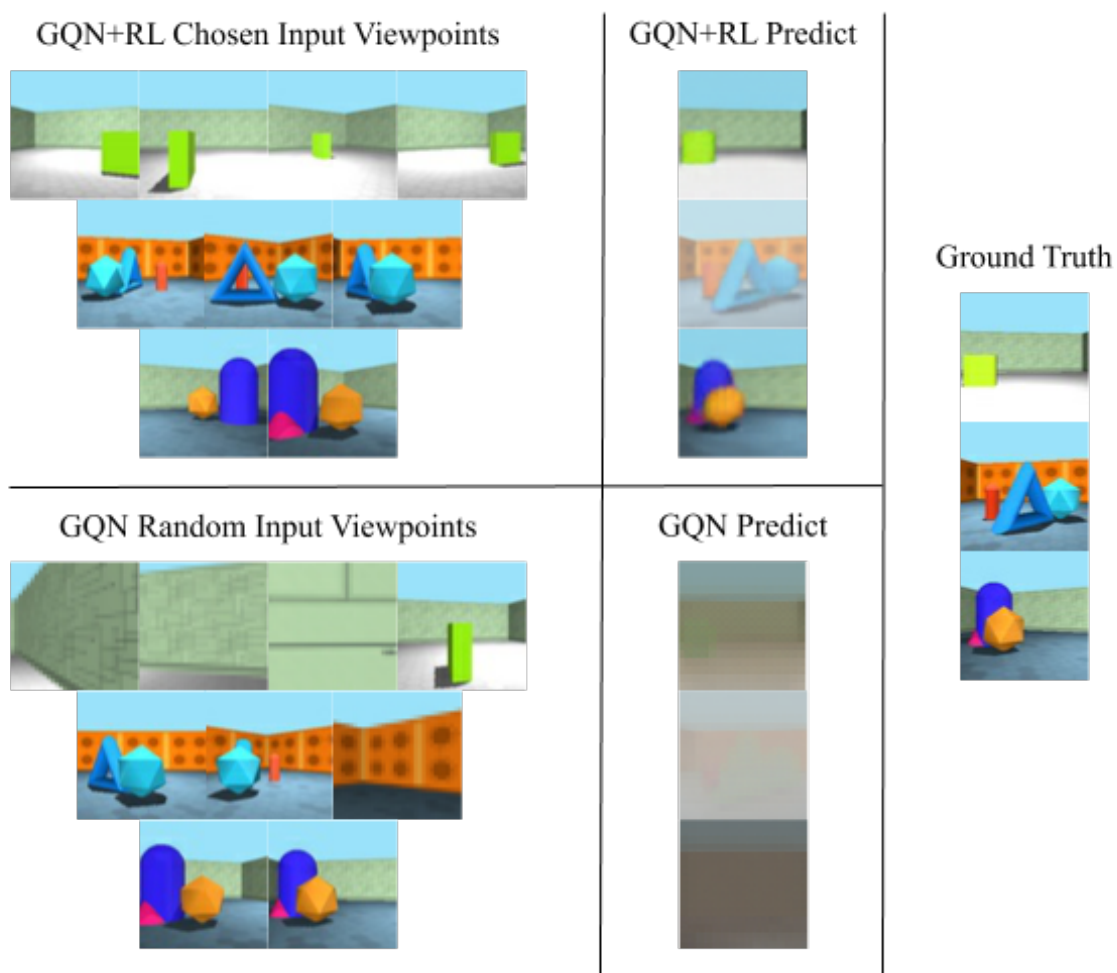 GQN+RL Chosen Input Viewpoints
GQN+RL Predict
Ground Truth
GQN Random Input Viewpoints
GQN Predict